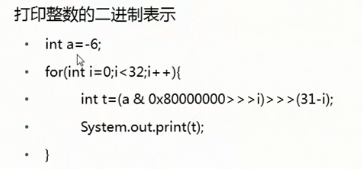 打印整数的二进制表示
• int a=-6;
• for(int i=0;i<32;i++){
• int t=(a & 0x80000000>>>i)>>>(31-i);
• System.out.print(t);
• }